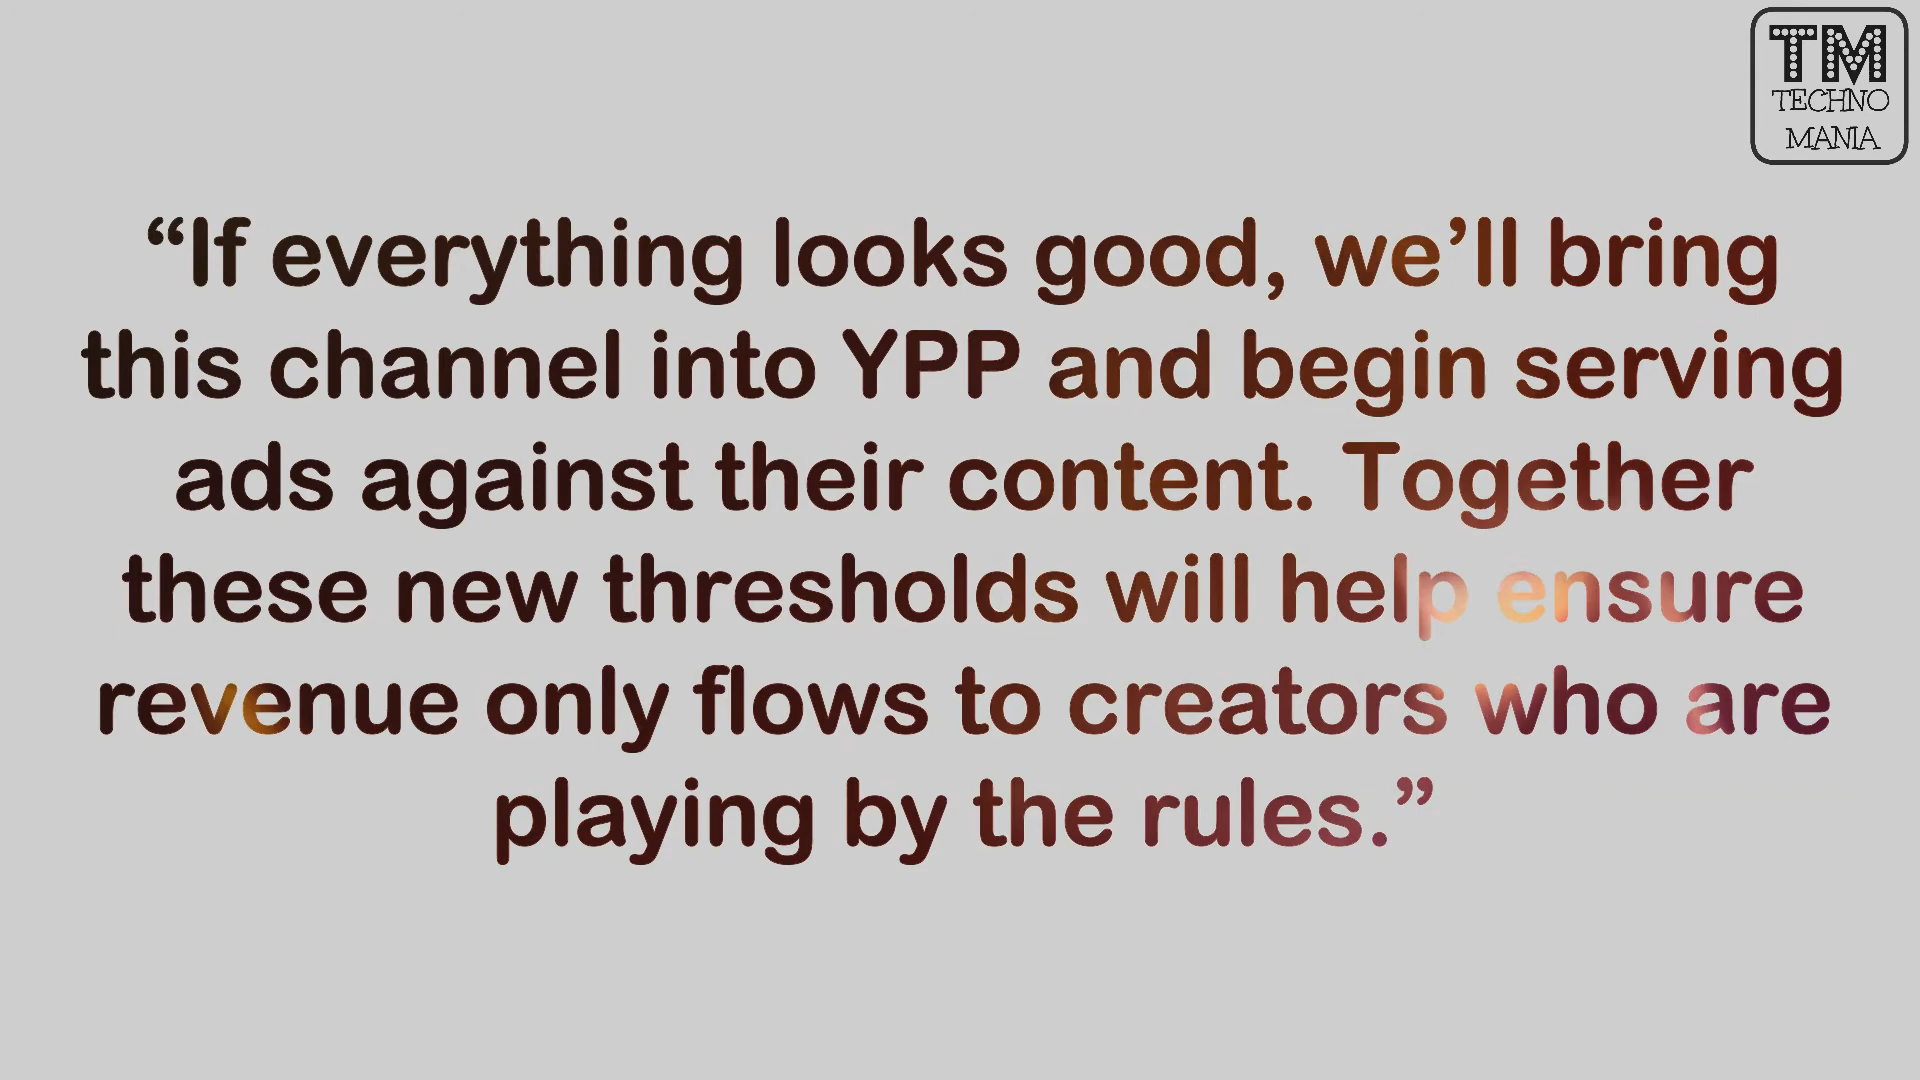 TM
TECHNO
MANIA
“If everything looks good, we’ll bring
this channel into YPP and begin serving
ads against their content. Together
these new thresholds will help ensure
revenue only flows to creators who are
playing by the rules.”